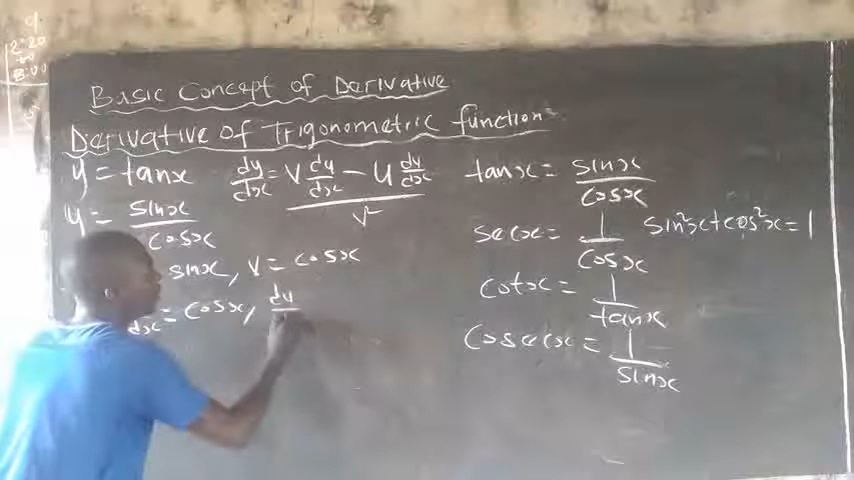 Basic Concept of Derivative
Derivative of Trigonometric functions
y = tanx
dy/dx = V du/dx - U dv/dx / V²
y = sinx / cosx
sinx, V = cosx
dx = cosx, dv
tanx = sinx / cosx
secx = 1 / cosx
sin²x + cos²x = 1
cotx = 1 / tanx
cosecx = 1 / sinx